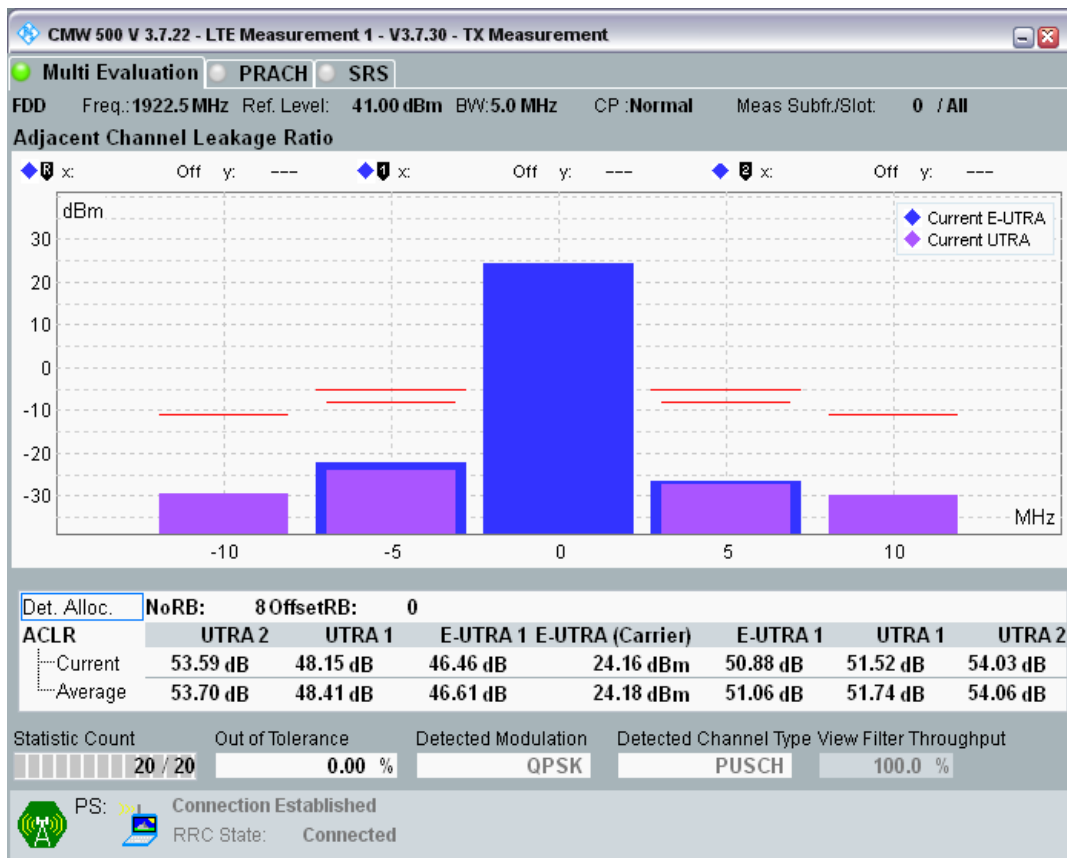 CMW 500 V 3.7.22 - LTE Measurement 1 - V3.7.30 - TX Measurement
Multi Evaluation PRACH SRS
FDD Freq.: 1922.5 MHz Ref. Level: 41.00 dBm BW: 5.0 MHz CP : Normal Meas Subfr./Slot: 0 / All
Adjacent Channel Leakage Ratio
R x: Off y: --- 1 x: Off y: --- 2 x: Off y: ---
dBm
Current E-UTRA
Current UTRA
30
20
10
0
-10
-20
-30
MHz
-10 -5 0 5 10
Det. Alloc. NoRB: 8 OffsetRB: 0
ACLR UTRA 2 UTRA 1 E-UTRA 1 E-UTRA (Carrier) E-UTRA 1 UTRA 1 UTRA 2
Current 53.59 dB 48.15 dB 46.46 dB 24.16 dBm 50.88 dB 51.52 dB 54.03 dB
Average 53.70 dB 48.41 dB 46.61 dB 24.18 dBm 51.06 dB 51.74 dB 54.06 dB
Statistic Count Out of Tolerance Detected Modulation Detected Channel Type View Filter Throughput
20 / 20 0.00 % QPSK PUSCH 100.0 %
PS: Connection Established
RRC State: Connected